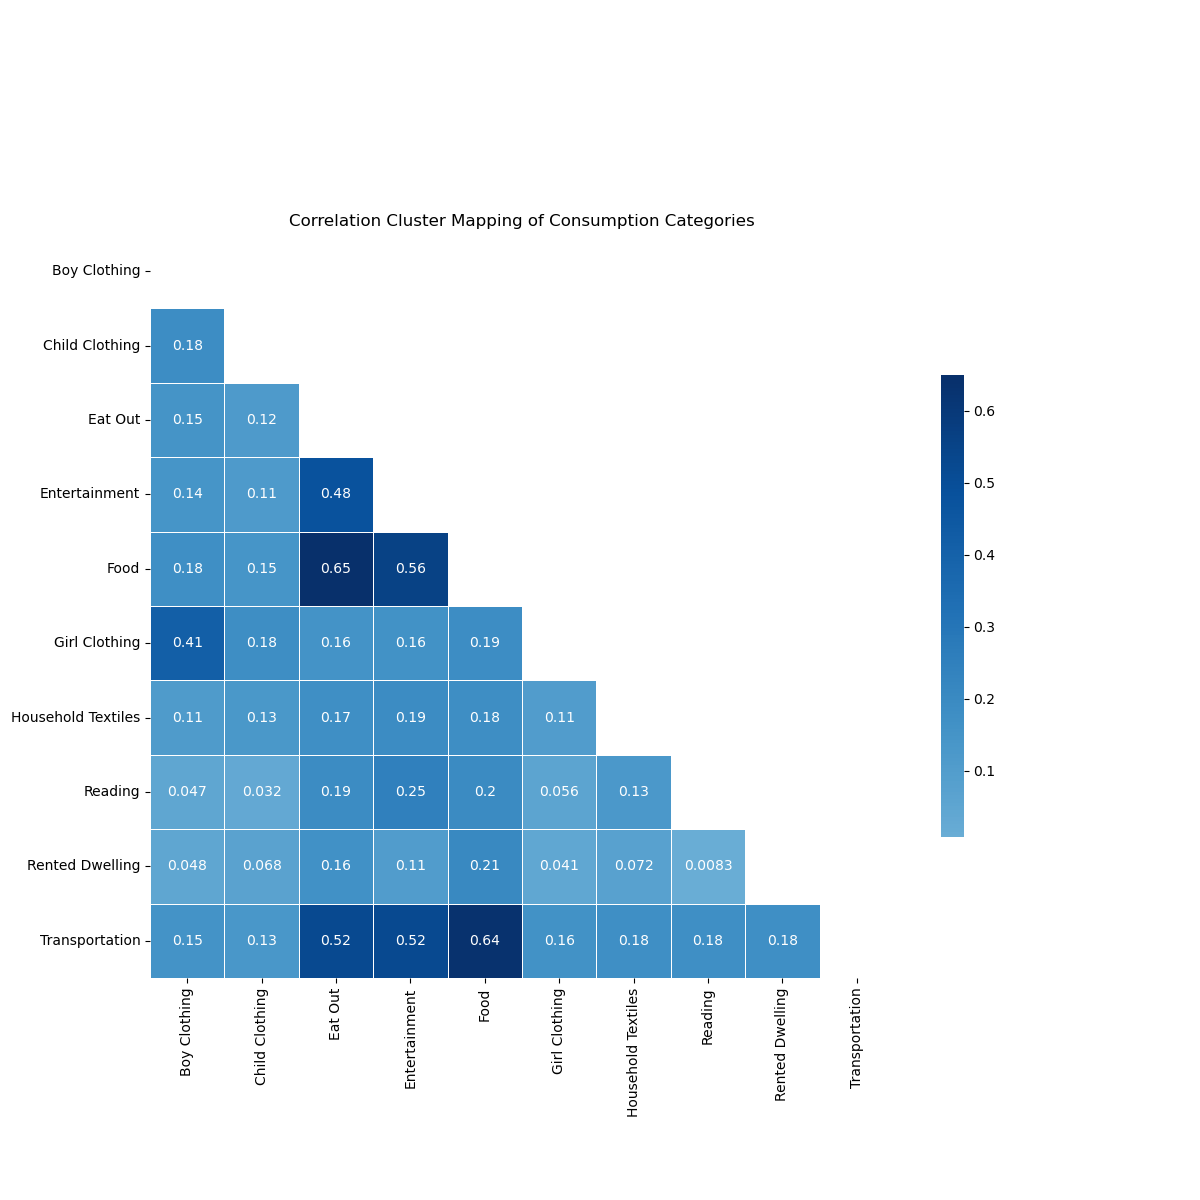 Correlation Cluster Mapping of Consumption Categories
Boy Clothing
Child Clothing 0.18
Eat Out 0.15 0.12
Entertainment 0.14 0.11 0.48
Food 0.18 0.15 0.65 0.56
Girl Clothing 0.41 0.18 0.16 0.16 0.19
Household Textiles 0.11 0.13 0.17 0.19 0.18 0.11
Reading 0.047 0.032 0.19 0.25 0.2 0.056 0.13
Rented Dwelling 0.048 0.068 0.16 0.11 0.21 0.041 0.072 0.0083
Transportation 0.15 0.13 0.52 0.52 0.64 0.16 0.18 0.18 0.18
Boy Clothing
Child Clothing
Eat Out
Entertainment
Food
Girl Clothing
Household Textiles
Reading
Rented Dwelling
Transportation
0.6
0.5
0.4
0.3
0.2
0.1